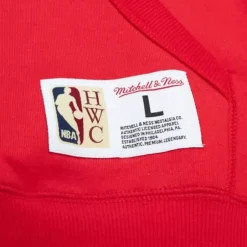 Mitchell & Ness
HWC
NBA
L
MITCHELL & NESS NOSTALGIA CO.
AUTHENTIC LICENSED APPAREL
PHILADELPHIA, PA.
ESTABLISHED 1904
AUTHENTIC. PREMIUM. LEGENDARY.